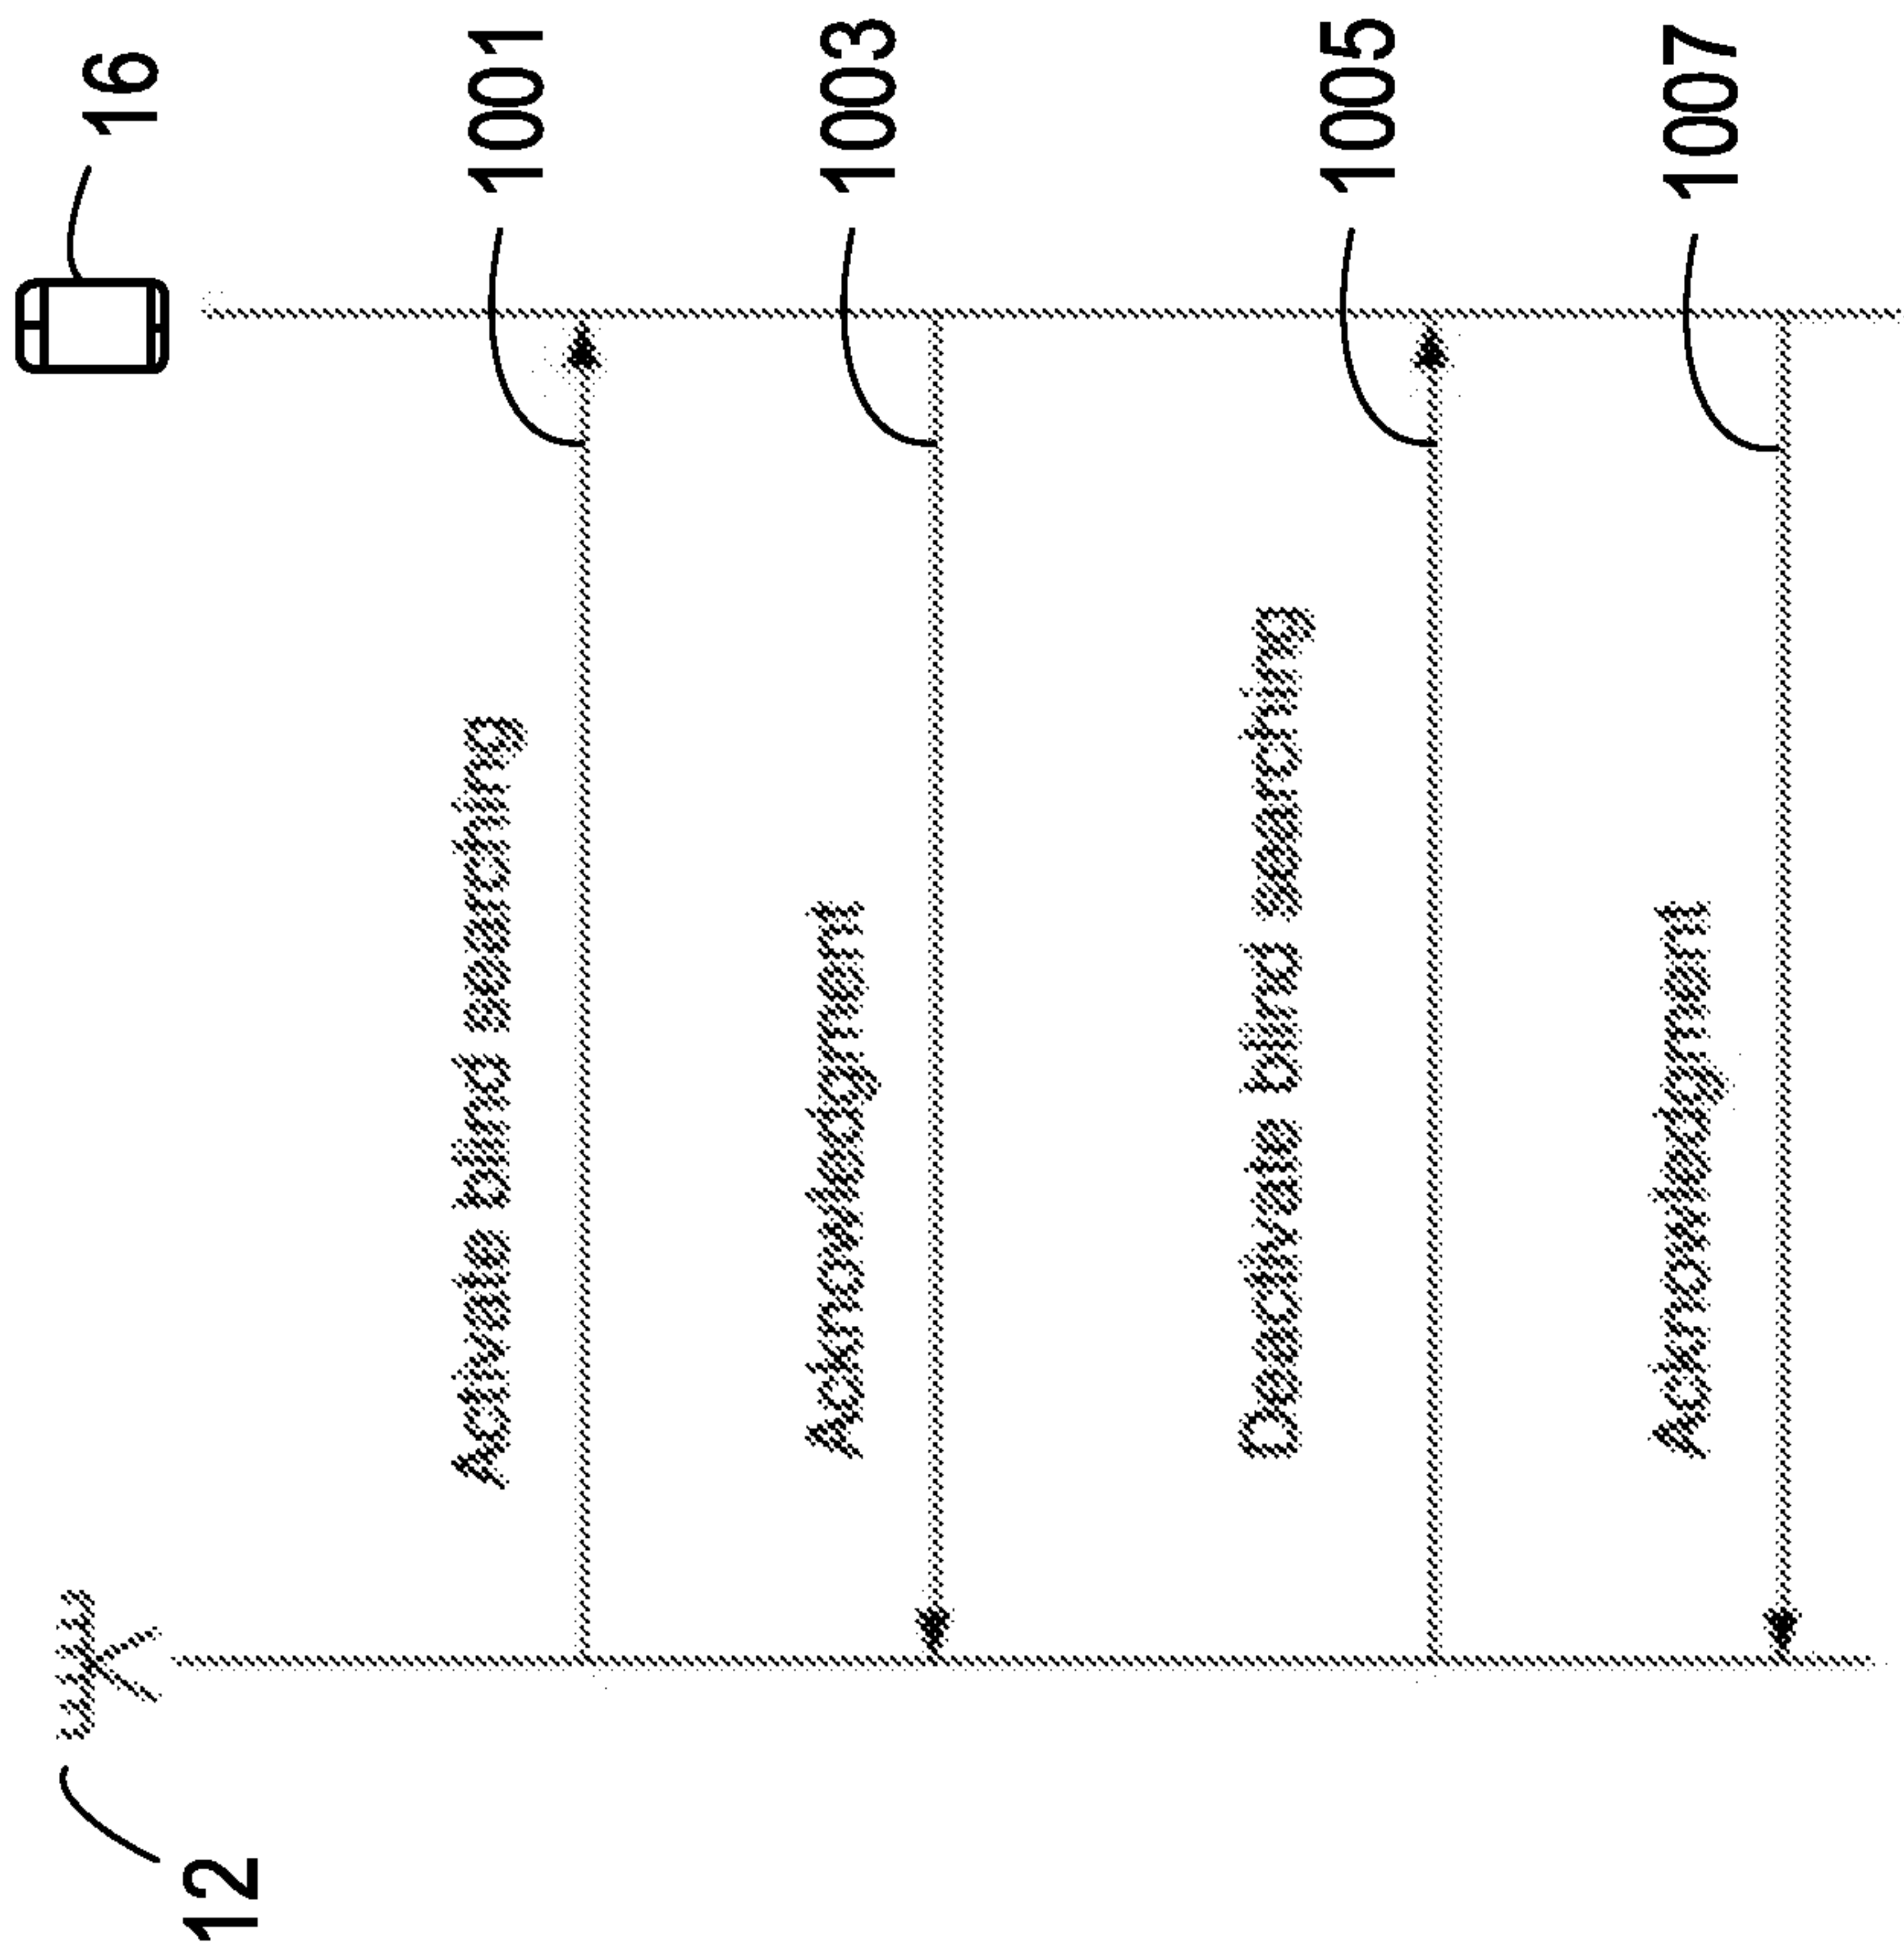 12
16
Activate blind searching
1001
Acknowledgment
1003
Deactivate blind searching
1005
Acknowledgment
1007